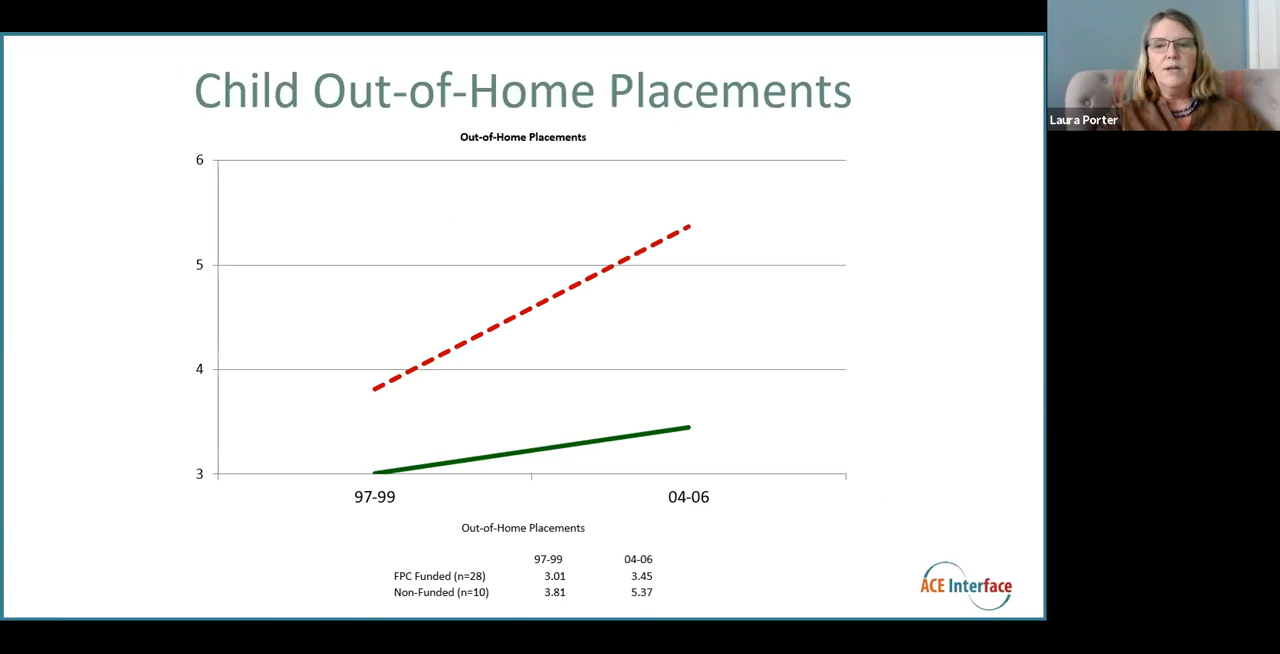 Child Out-of-Home Placements
Laura Porter
Out-of-Home Placements
6
5
4
3
97-99 04-06
Out-of-Home Placements
97-99 04-06
FPC Funded (n=28) 3.01 3.45
Non-Funded (n=10) 3.81 5.37
ACE Interface